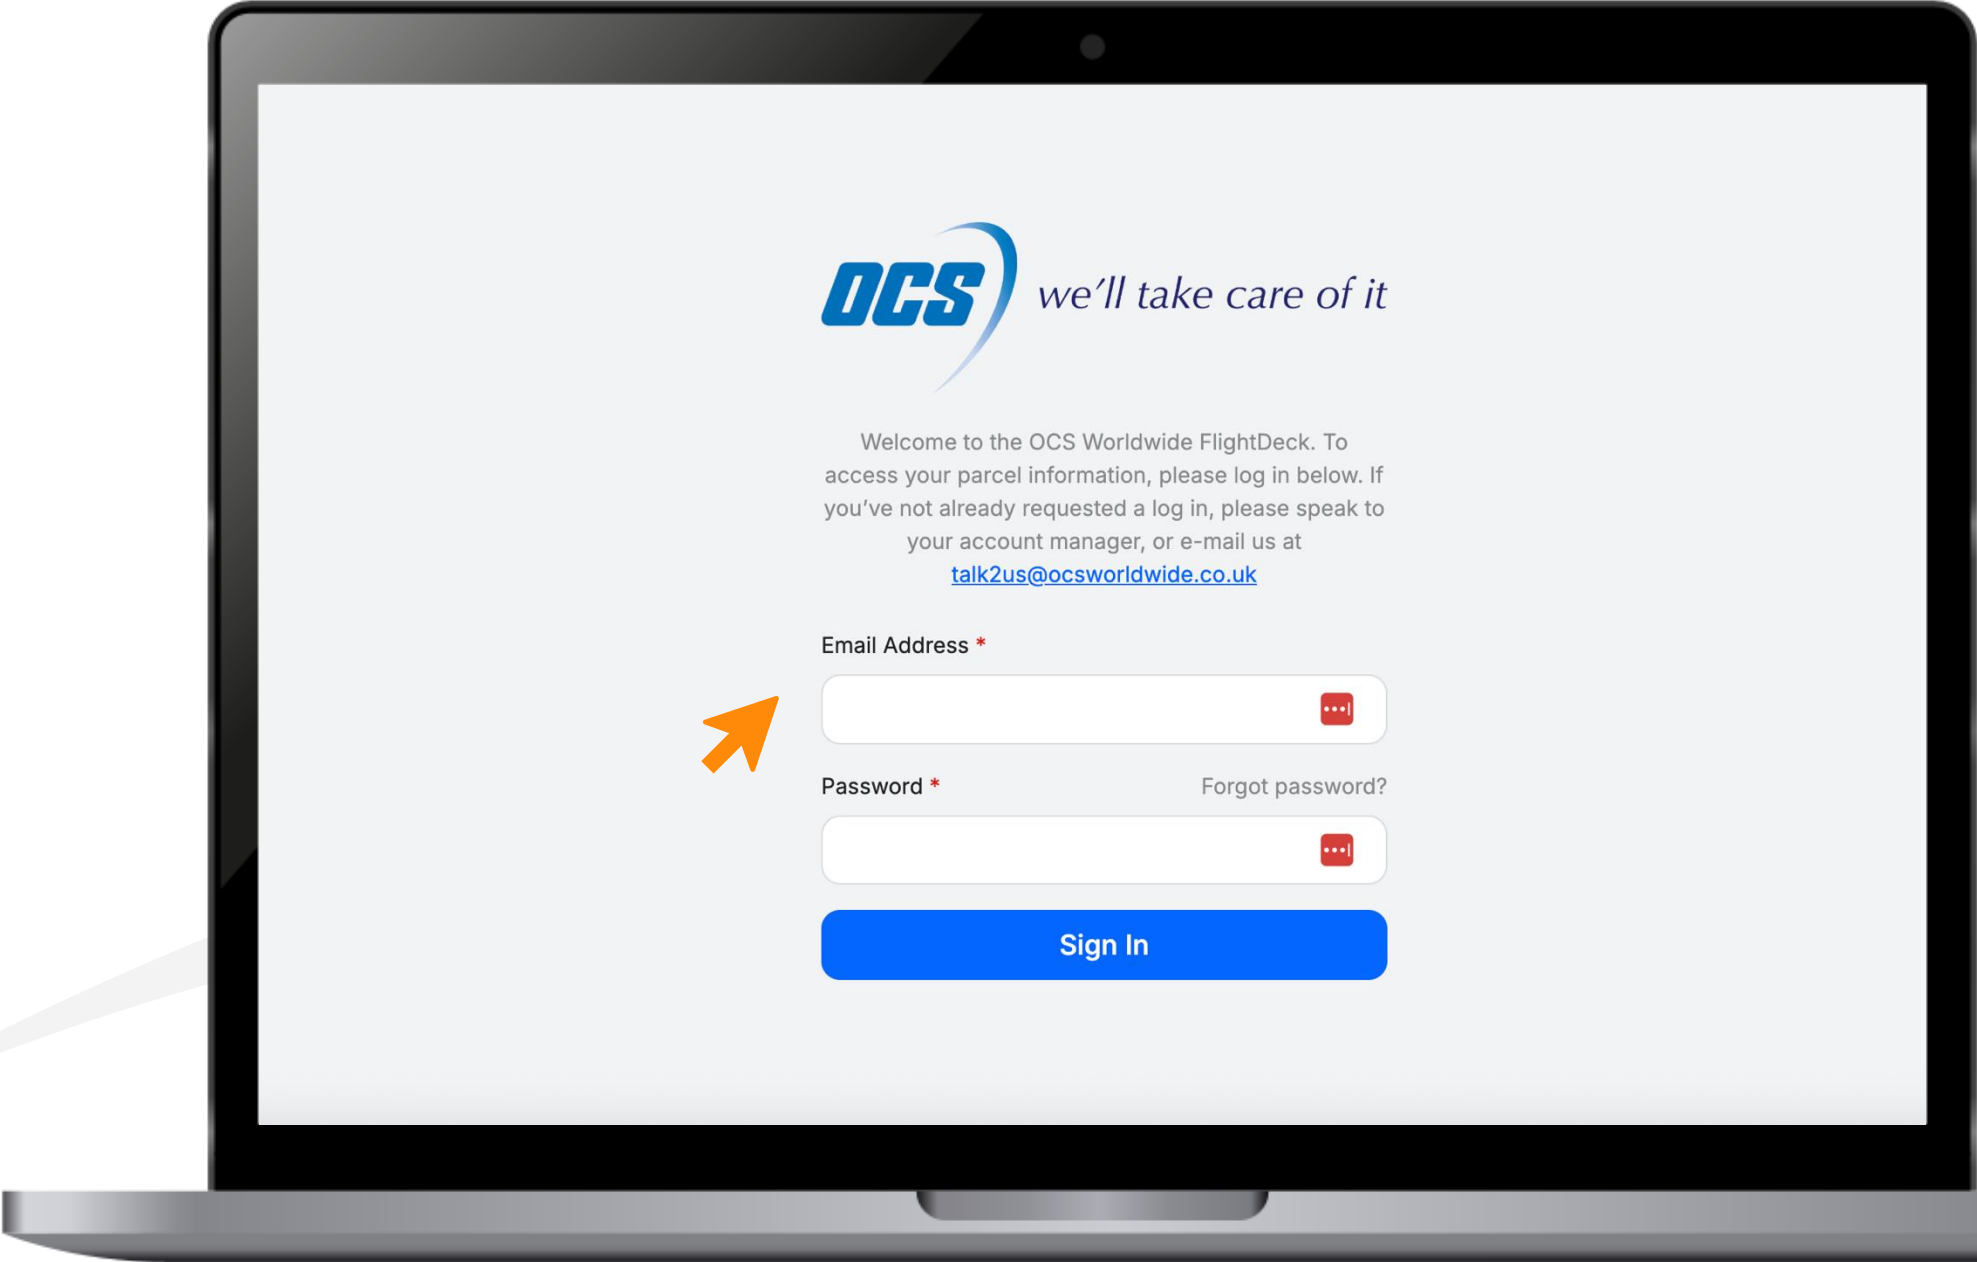 OCS we'll take care of it
Welcome to the OCS Worldwide FlightDeck. To
access your parcel information, please log in below. If
you've not already requested a log in, please speak to
your account manager, or e-mail us at
talk2us@ocsworldwide.co.uk
Email Address *
Password * Forgot password?
Sign In